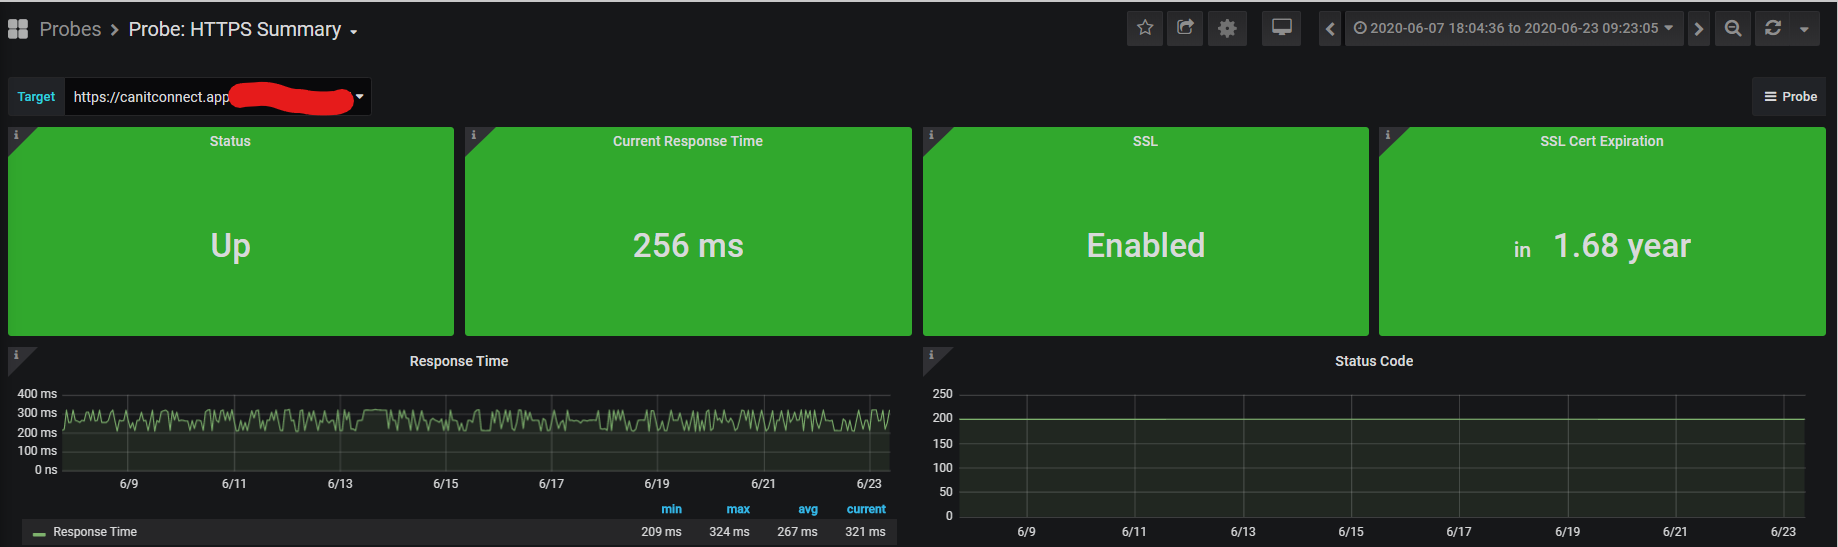 Probes > Probe: HTTPS Summary
2020-06-07 18:04:36 to 2020-06-23 09:23:05
Target https://canitconnect.app
Probe
Status
Up
Current Response Time
256 ms
SSL
Enabled
SSL Cert Expiration
in 1.68 year
Response Time
400 ms
300 ms
200 ms
100 ms
0 ns
6/9 6/11 6/13 6/15 6/17 6/19 6/21 6/23
min max avg current
Response Time 209 ms 324 ms 267 ms 321 ms
Status Code
250
200
150
100
50
0
6/9 6/11 6/13 6/15 6/17 6/19 6/21 6/23